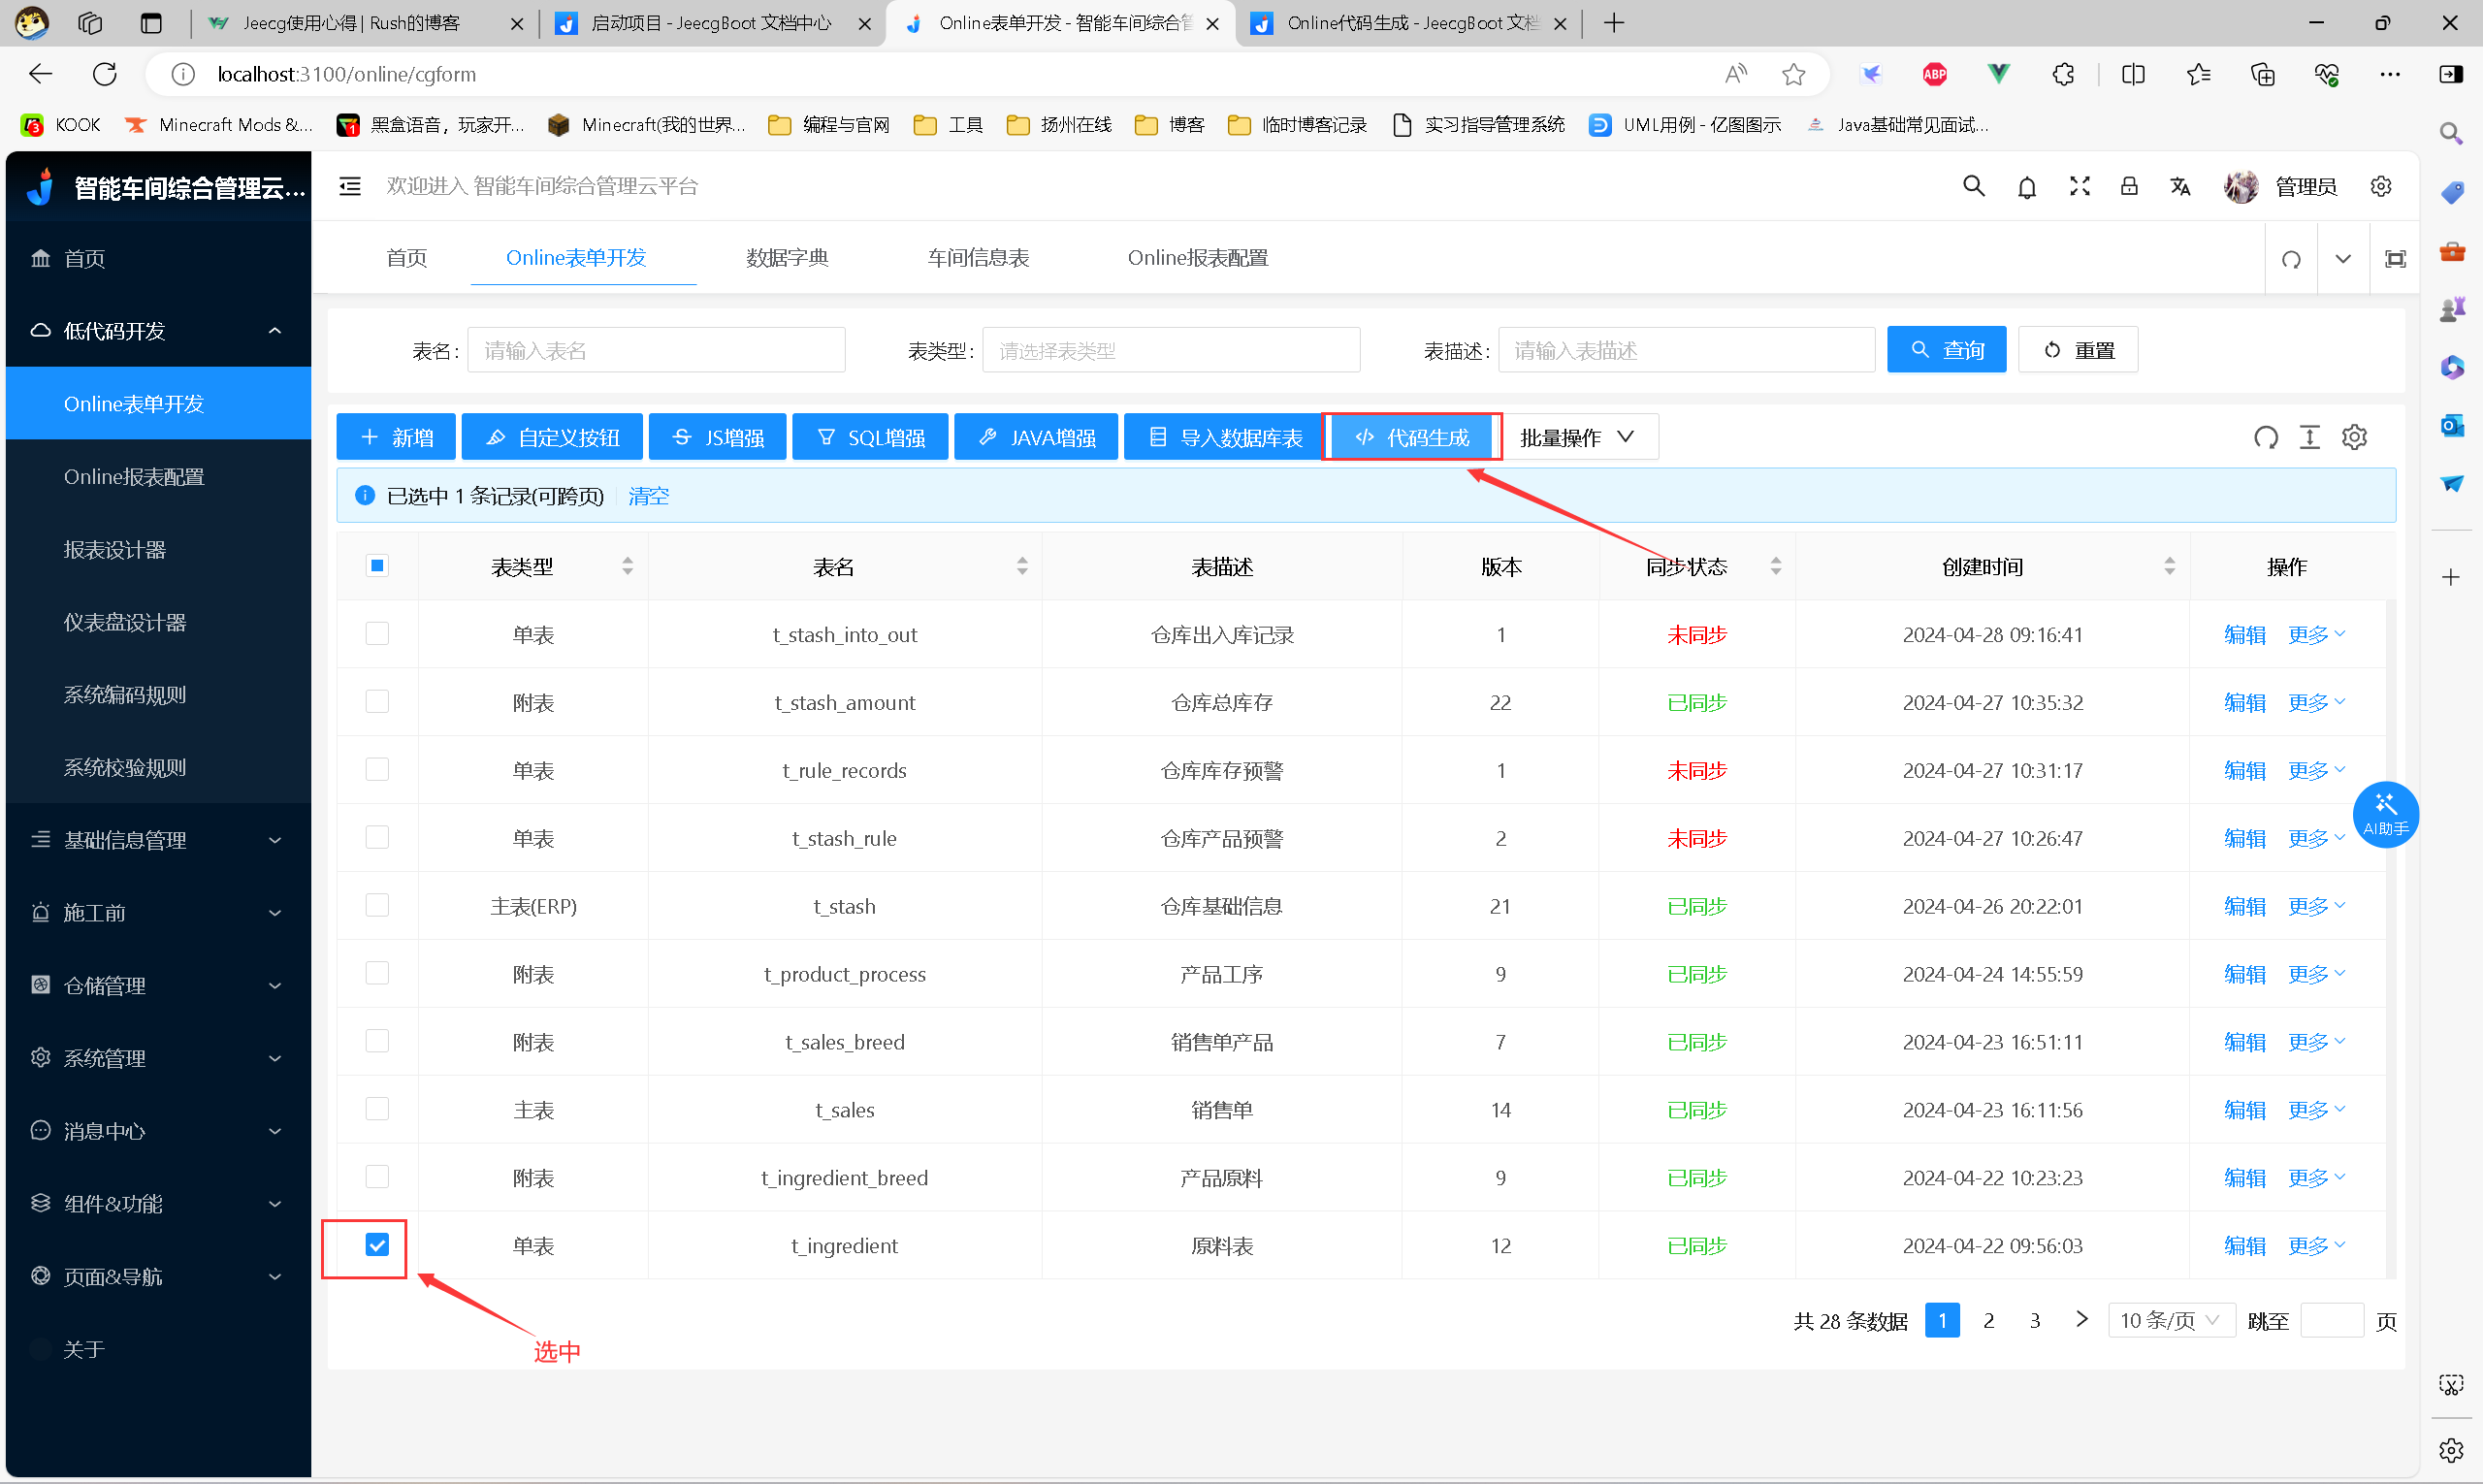 Jeecg使用心得 | Rush的博客
启动项目 - JeecgBoot 文档中心
Online表单开发 - 智能车间综合管
Online代码生成 - JeecgBoot 文档
localhost:3100/online/cgform
KOOK
Minecraft Mods &...
黑盒语音，玩家开...
Minecraft(我的世界...
编程与官网
工具
扬州在线
博客
临时博客记录
实习指导管理系统
UML用例 - 亿图图示
Java基础常见面试...
智能车间综合管理云...
欢迎进入 智能车间综合管理云平台
管理员
首页
低代码开发
Online表单开发
Online报表配置
报表设计器
仪表盘设计器
系统编码规则
系统校验规则
基础信息管理
施工前
仓储管理
系统管理
消息中心
组件&功能
页面&导航
关于
首页 Online表单开发 数据字典 车间信息表 Online报表配置
表名: 请输入表名 表类型: 请选择表类型 表描述: 请输入表描述 查询 重置
新增 自定义按钮 JS增强 SQL增强 JAVA增强 导入数据库表 代码生成 批量操作
已选中 1 条记录(可跨页) 清空
表类型 表名 表描述 版本 同步状态 创建时间 操作
单表 t_stash_into_out 仓库出入库记录 1 未同步 2024-04-28 09:16:41 编辑 更多
附表 t_stash_amount 仓库总库存 22 已同步 2024-04-27 10:35:32 编辑 更多
单表 t_rule_records 仓库库存预警 1 未同步 2024-04-27 10:31:17 编辑 更多
单表 t_stash_rule 仓库产品预警 2 未同步 2024-04-27 10:26:47 编辑 更多
主表(ERP) t_stash 仓库基础信息 21 已同步 2024-04-26 20:22:01 编辑 更多
附表 t_product_process 产品工序 9 已同步 2024-04-24 14:55:59 编辑 更多
附表 t_sales_breed 销售单产品 7 已同步 2024-04-23 16:51:11 编辑 更多
主表 t_sales 销售单 14 已同步 2024-04-23 16:11:56 编辑 更多
附表 t_ingredient_breed 产品原料 9 已同步 2024-04-22 10:23:23 编辑 更多
单表 t_ingredient 原料表 12 已同步 2024-04-22 09:56:03 编辑 更多
AI助手
选中
共 28 条数据 1 2 3 10 条/页 跳至 页